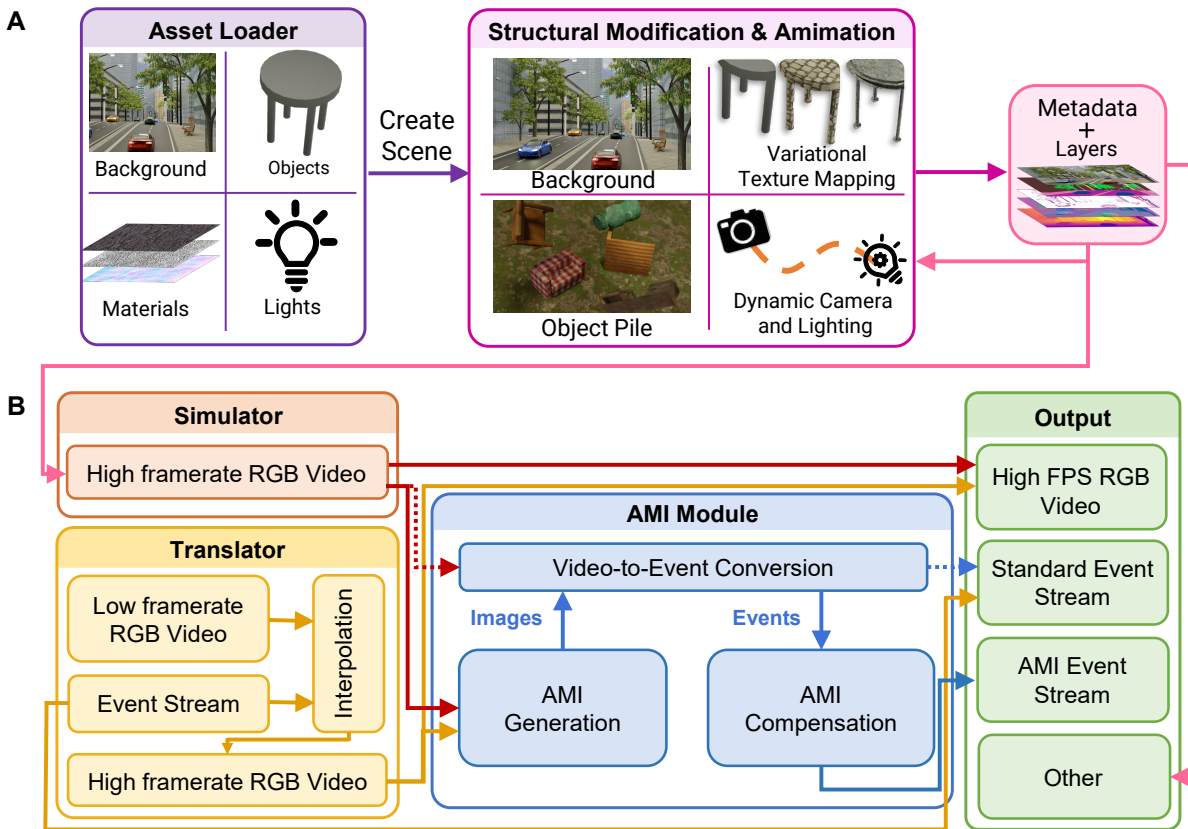 A
Asset Loader
Background
Objects
Materials
Lights
Create
Scene
Structural Modification & Amimation
Background
Variational
Texture Mapping
Object Pile
Dynamic Camera
and Lighting
Metadada
+
Layers
B
Simulator
High framerate RGB Video
Translator
Low framerate
RGB Video
Event Stream
Interpolation
High framerate RGB Video
AMI Module
Video-to-Event Conversion
Images
Events
AMI
Generation
AMI
Compensation
Output
High FPS RGB
Video
Standard Event
Stream
AMI Event
Stream
Other